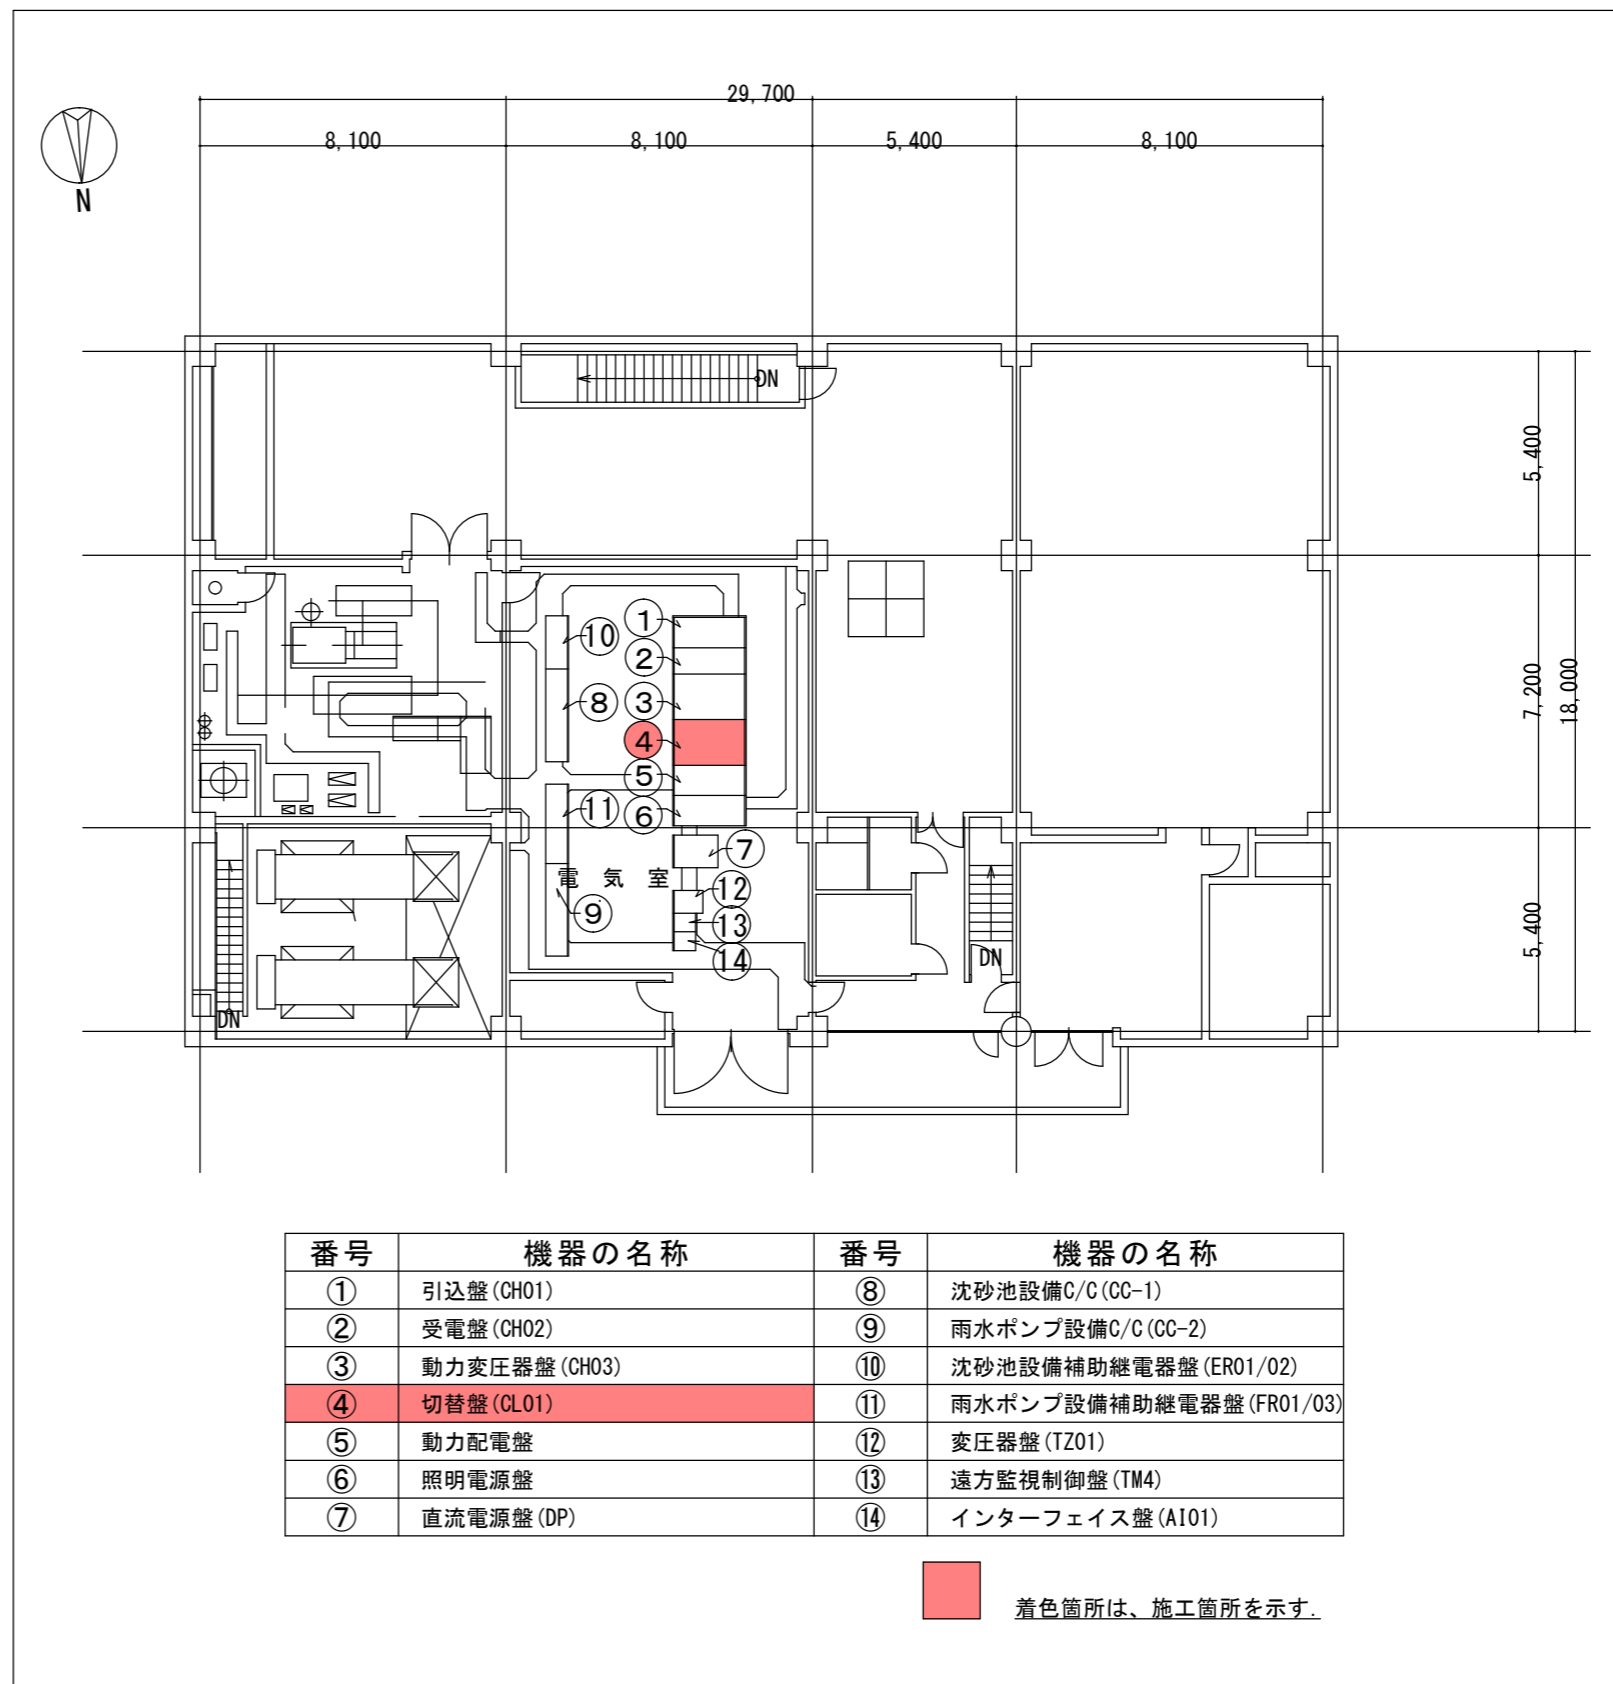 29,700
8,100
8,100
5,400
8,100
N
DN
5,400
7,200
18,000
5,400
①
②
③
④
⑤
⑥
⑦
⑧
⑨
⑩
⑪
⑫
⑬
⑭
電気室
DN
DN
番号 機器の名称 番号 機器の名称
① 引込盤(CH01) ⑧ 沈砂池設備C/C(CC-1)
② 受電盤(CH02) ⑨ 雨水ポンプ設備C/C(CC-2)
③ 動力変圧器盤(CH03) ⑩ 沈砂池設備補助継電器盤(ER01/02)
④ 切替盤(CL01) ⑪ 雨水ポンプ設備補助継電器盤(FR01/03)
⑤ 動力配電盤 ⑫ 変圧器盤(TZ01)
⑥ 照明電源盤 ⑬ 遠方監視制御盤(TM4)
⑦ 直流電源盤(DP) ⑭ インターフェイス盤(AI01)
着色箇所は、施工箇所を示す.